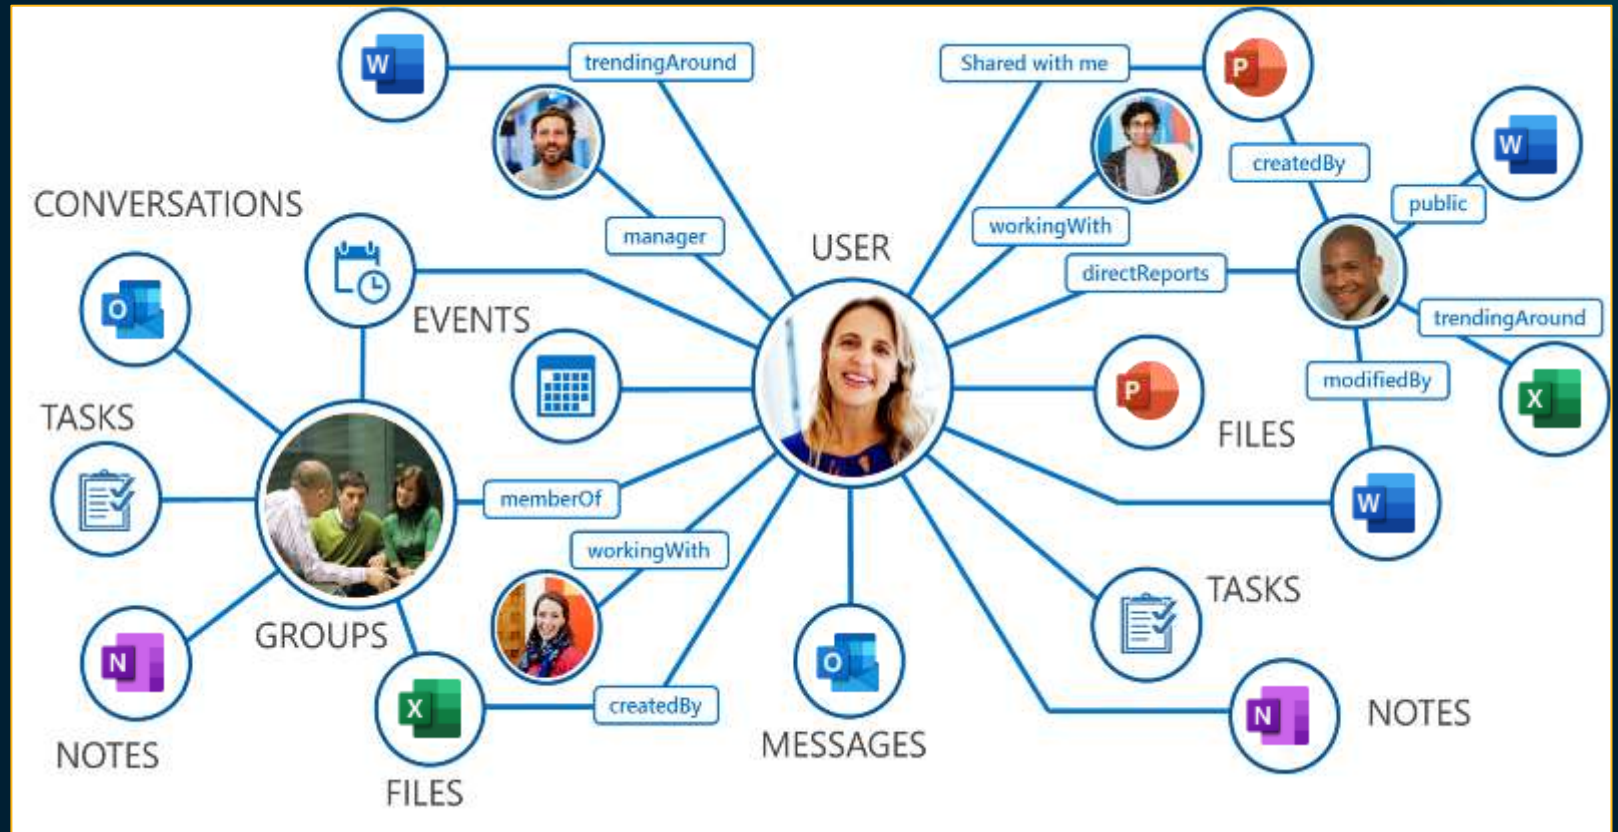 W
trendingAround
Shared with me
P
W
createdBy
public
CONVERSATIONS
manager
workingWith
USER
directReports
O
EVENTS
trendingAround
modifiedBy
P
X
TASKS
FILES
memberOf
W
workingWith
TASKS
GROUPS
N
O
createdBy
X
N
NOTES
MESSAGES
NOTES
FILES